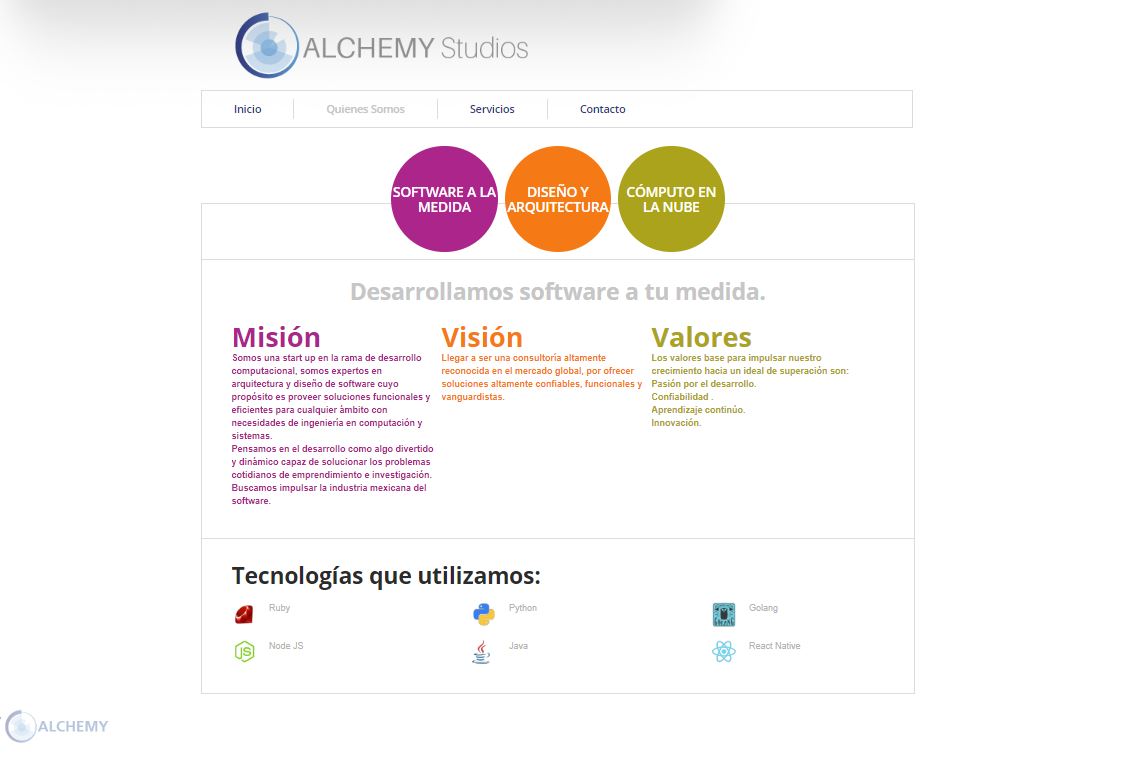 ALCHEMY Studios
Inicio
Quienes Somos
Servicios
Contacto
SOFTWARE A LA
MEDIDA
DISEÑO Y
ARQUITECTURA
CÓMPUTO EN
LA NUBE
Desarrollamos software a tu medida.
Misión
Somos una start up en la rama de desarrollo
computacional, somos expertos en
arquitectura y diseño de software cuyo
propósito es proveer soluciones funcionales y
eficientes para cualquier àmbito con
necesidades de ingeniería en computación y
sistemas.
Pensamos en el desarrollo como algo divertido
y dinàmico capaz de solucionar los problemas
cotidianos de emprendimiento e investigación.
Buscamos impulsar la industria mexicana del
software.
Visión
Llegar a ser una consultoría altamente
reconocida en el mercado global, por ofrecer
soluciones altamente confiables, funcionales y
vanguardistas.
Valores
Los valores base para impulsar nuestro
crecimiento hacia un ideal de superación son:
Pasión por el desarrollo.
Confiabilidad .
Aprendizaje continúo.
Innovación.
Tecnologías que utilizamos:
Ruby
Python
Golang
Node JS
Java
React Native
ALCHEMY